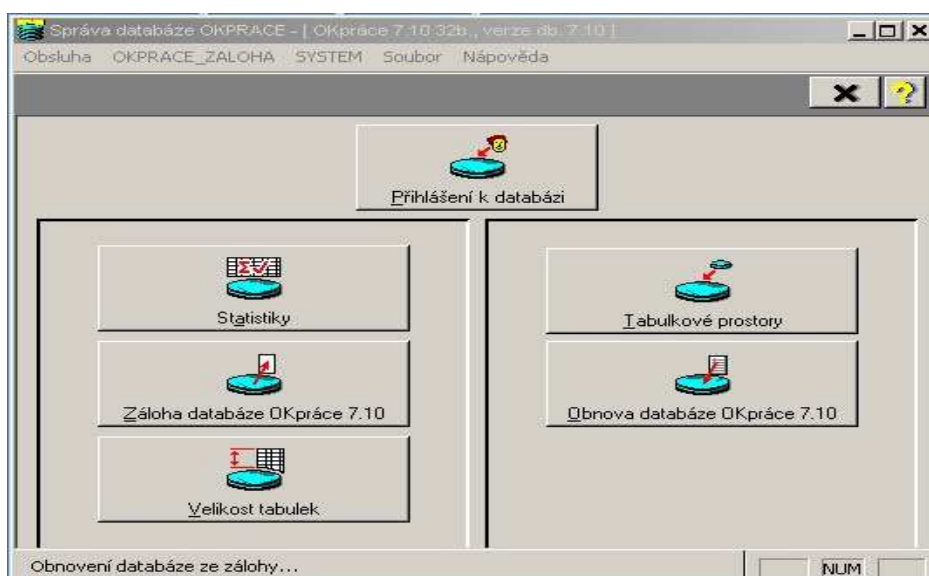 Správa databáze OKPRACE - [ OKpráce 7.10 32b., verze db. 7.10 ]
Obsluha OKPRACE_ZALOHA SYSTEM Soubor Nápověda
Přihlášení k databázi
Statistiky
Tabulkové prostory
Záloha databáze OKpráce 7.10
Obnova databáze OKpráce 7.10
Velikost tabulek
Obnovení databáze ze zálohy...
NUM